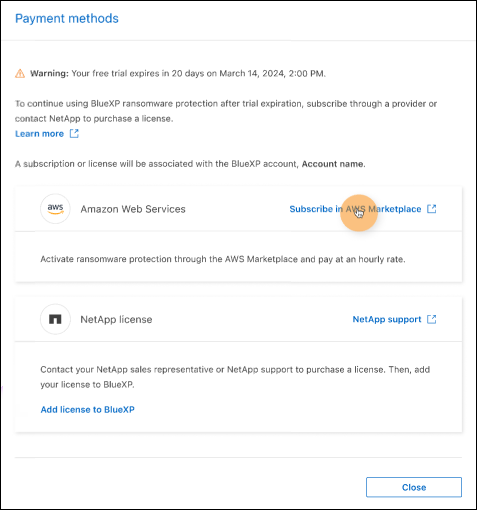 Payment methods
Warning: Your free trial expires in 20 days on March 14, 2024, 2:00 PM.
To continue using BlueXP ransomware protection after trial expiration, subscribe through a provider or
contact NetApp to purchase a license.
Learn more
A subscription or license will be associated with the BlueXP account, Account name.
aws
Amazon Web Services
Subscribe in AWS Marketplace
Activate ransomware protection through the AWS Marketplace and pay at an hourly rate.
NetApp license
NetApp support
Contact your NetApp sales representative or NetApp support to purchase a license. Then, add
your license to BlueXP.
Add license to BlueXP
Close